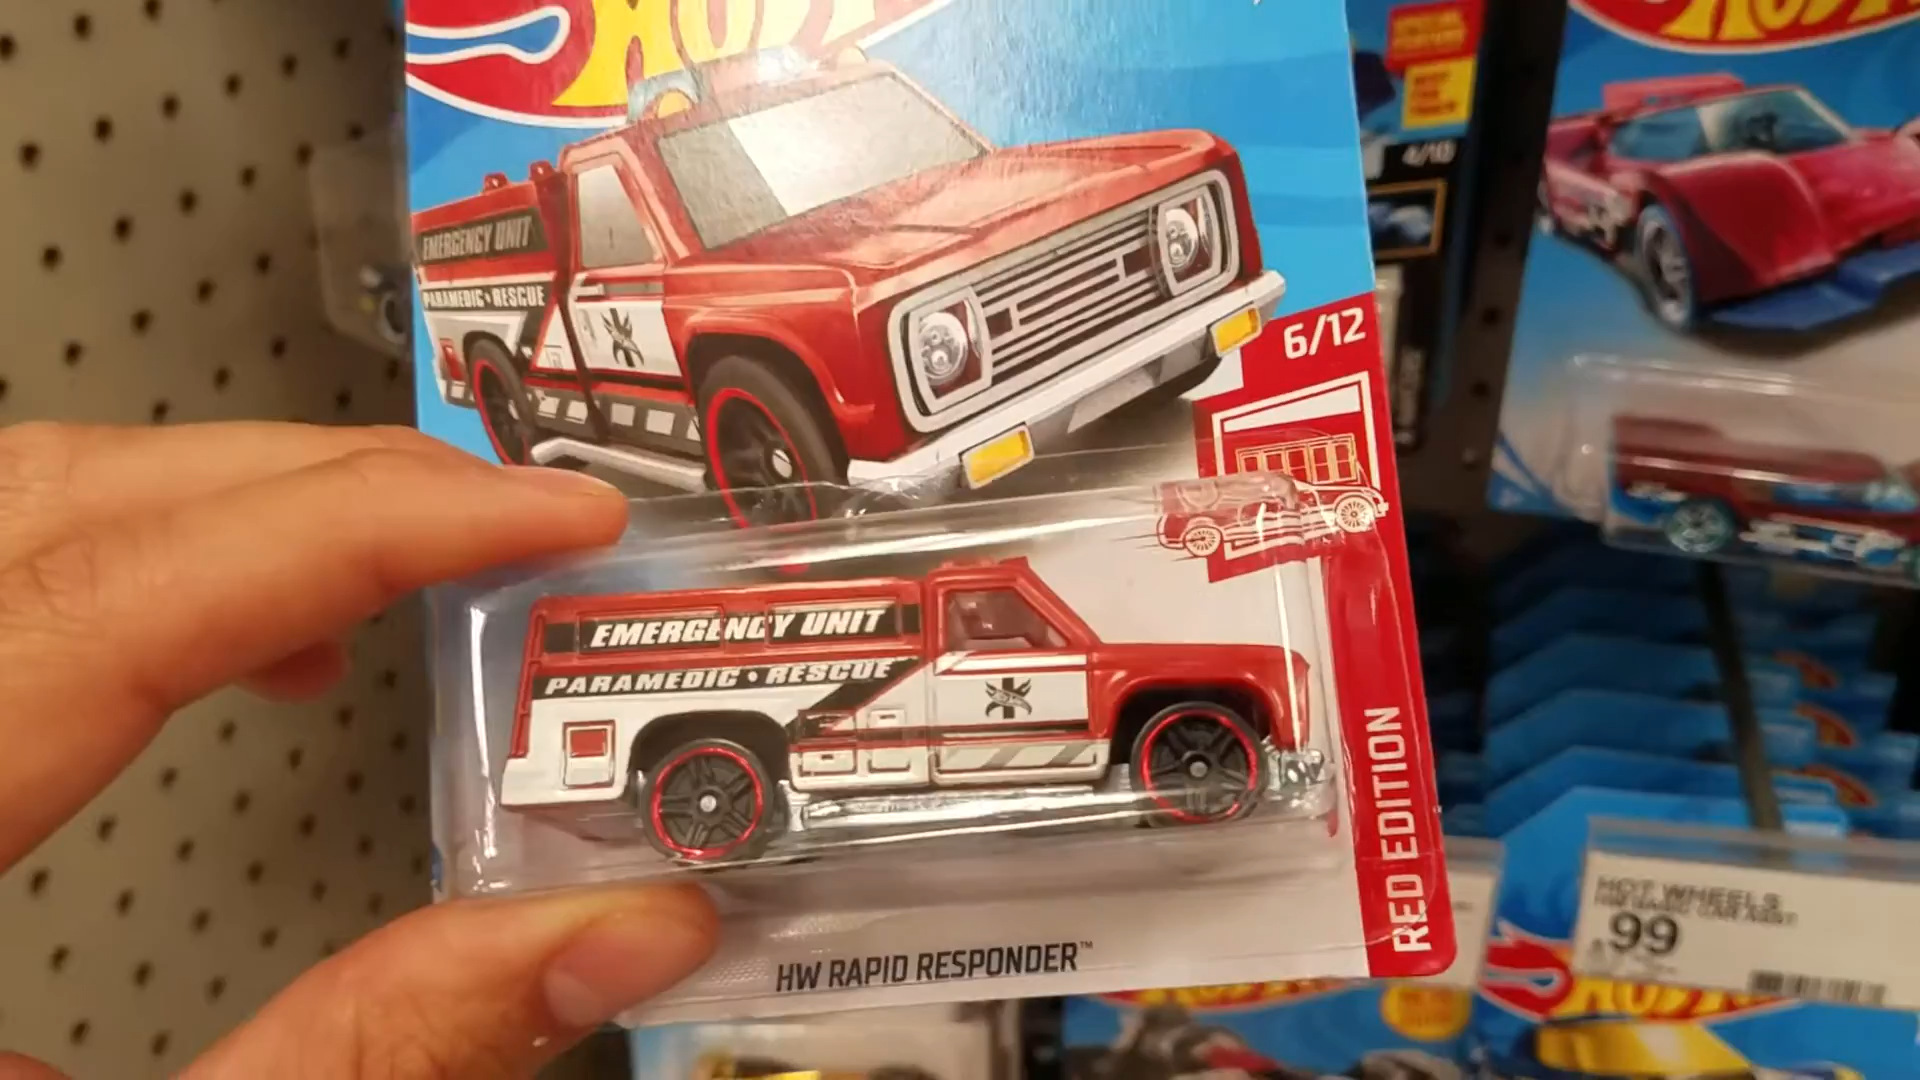 HOT
EMERGENCY UNIT
PARAMEDIC • RESCUE
6/12
EMERGENCY UNIT
PARAMEDIC • RESCUE
RED EDITION
HW RAPID RESPONDER™
4/10
HOT WHEELS
99